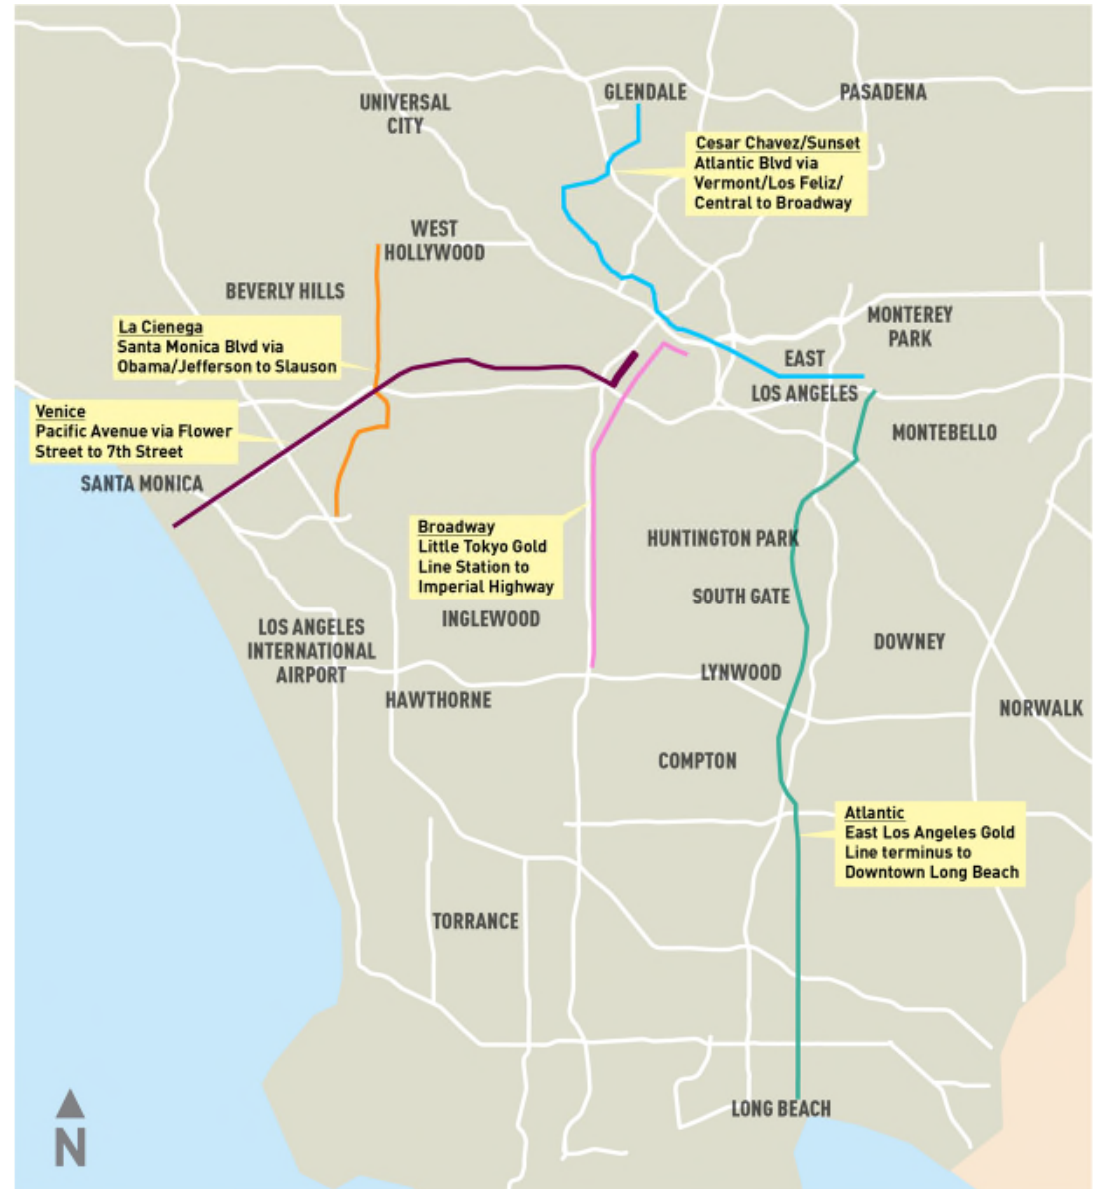 GLENDALE
PASADENA
UNIVERSAL
CITY
Cesar Chavez/Sunset
Atlantic Blvd via
Vermont/Los Feliz/
Central to Broadway
WEST
HOLLYWOOD
BEVERLY HILLS
MONTEREY
PARK
La Cienega
Santa Monica Blvd via
Obama/Jefferson to Slauson
EAST
LOS ANGELES
Venice
Pacific Avenue via Flower
Street to 7th Street
MONTEBELLO
SANTA MONICA
Broadway
Little Tokyo Gold
Line Station to
Imperial Highway
HUNTINGTON PARK
SOUTH GATE
INGLEWOOD
LOS ANGELES
INTERNATIONAL
AIRPORT
DOWNEY
LYNWOOD
HAWTHORNE
NORWALK
COMPTON
Atlantic
East Los Angeles Gold
Line terminus to
Downtown Long Beach
TORRANCE
LONG BEACH
N